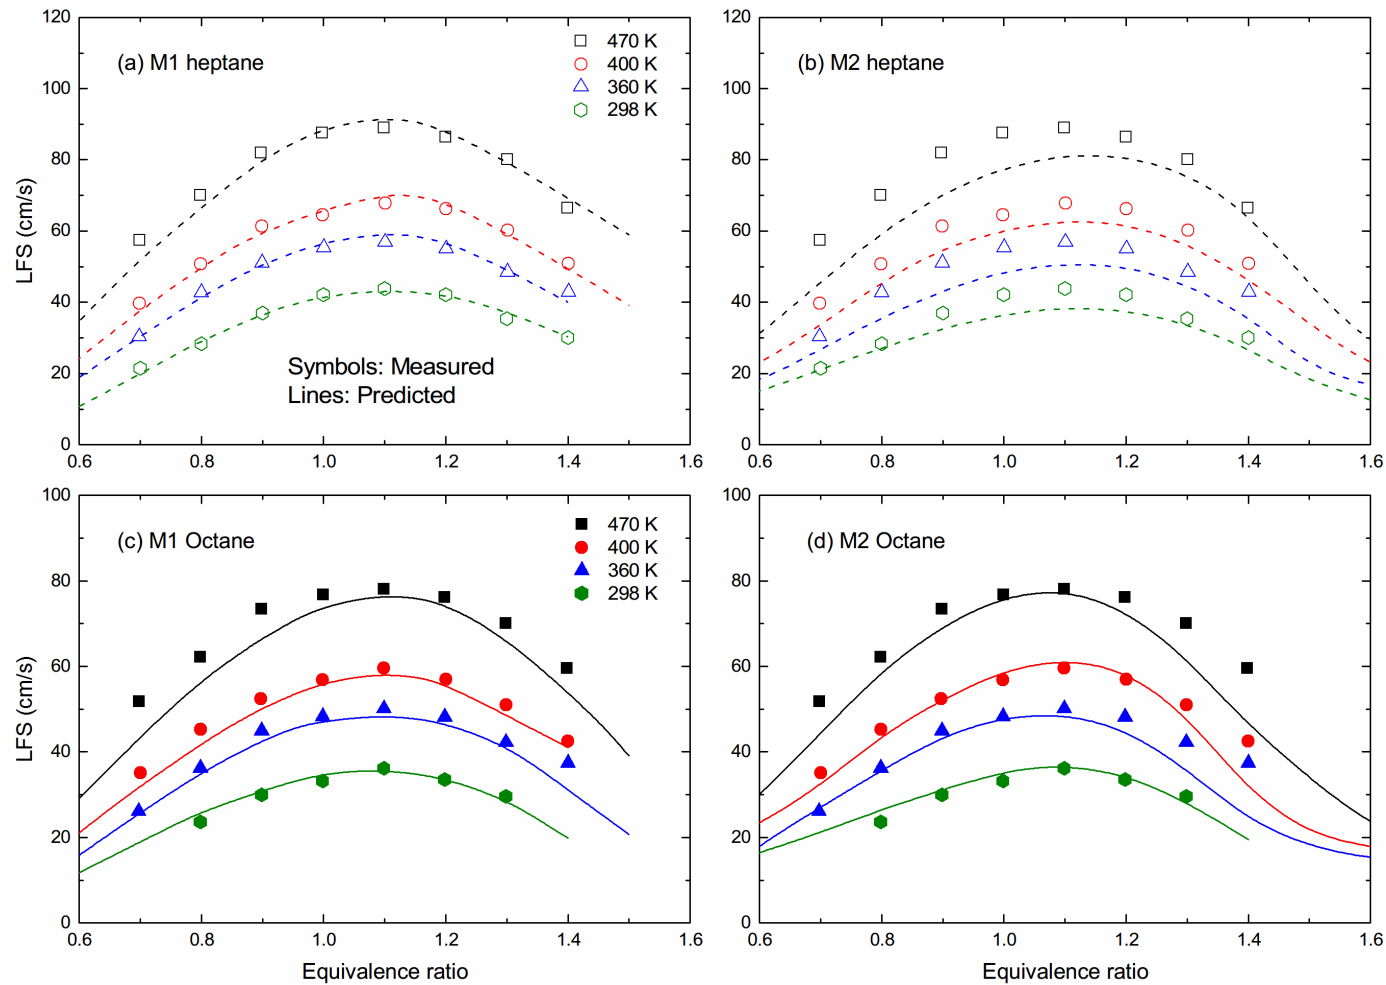 120
100
80
60
40
20
0
LFS (cm/s)
(a) M1 heptane
470 K
400 K
360 K
298 K
Symbols: Measured
Lines: Predicted
0.6 0.8 1.0 1.2 1.4 1.6
120
100
80
60
40
20
0
(b) M2 heptane
0.6 0.8 1.0 1.2 1.4 1.6
100
80
60
40
20
0
LFS (cm/s)
(c) M1 Octane
470 K
400 K
360 K
298 K
0.6 0.8 1.0 1.2 1.4 1.6
Equivalence ratio
100
80
60
40
20
0
(d) M2 Octane
0.6 0.8 1.0 1.2 1.4 1.6
Equivalence ratio